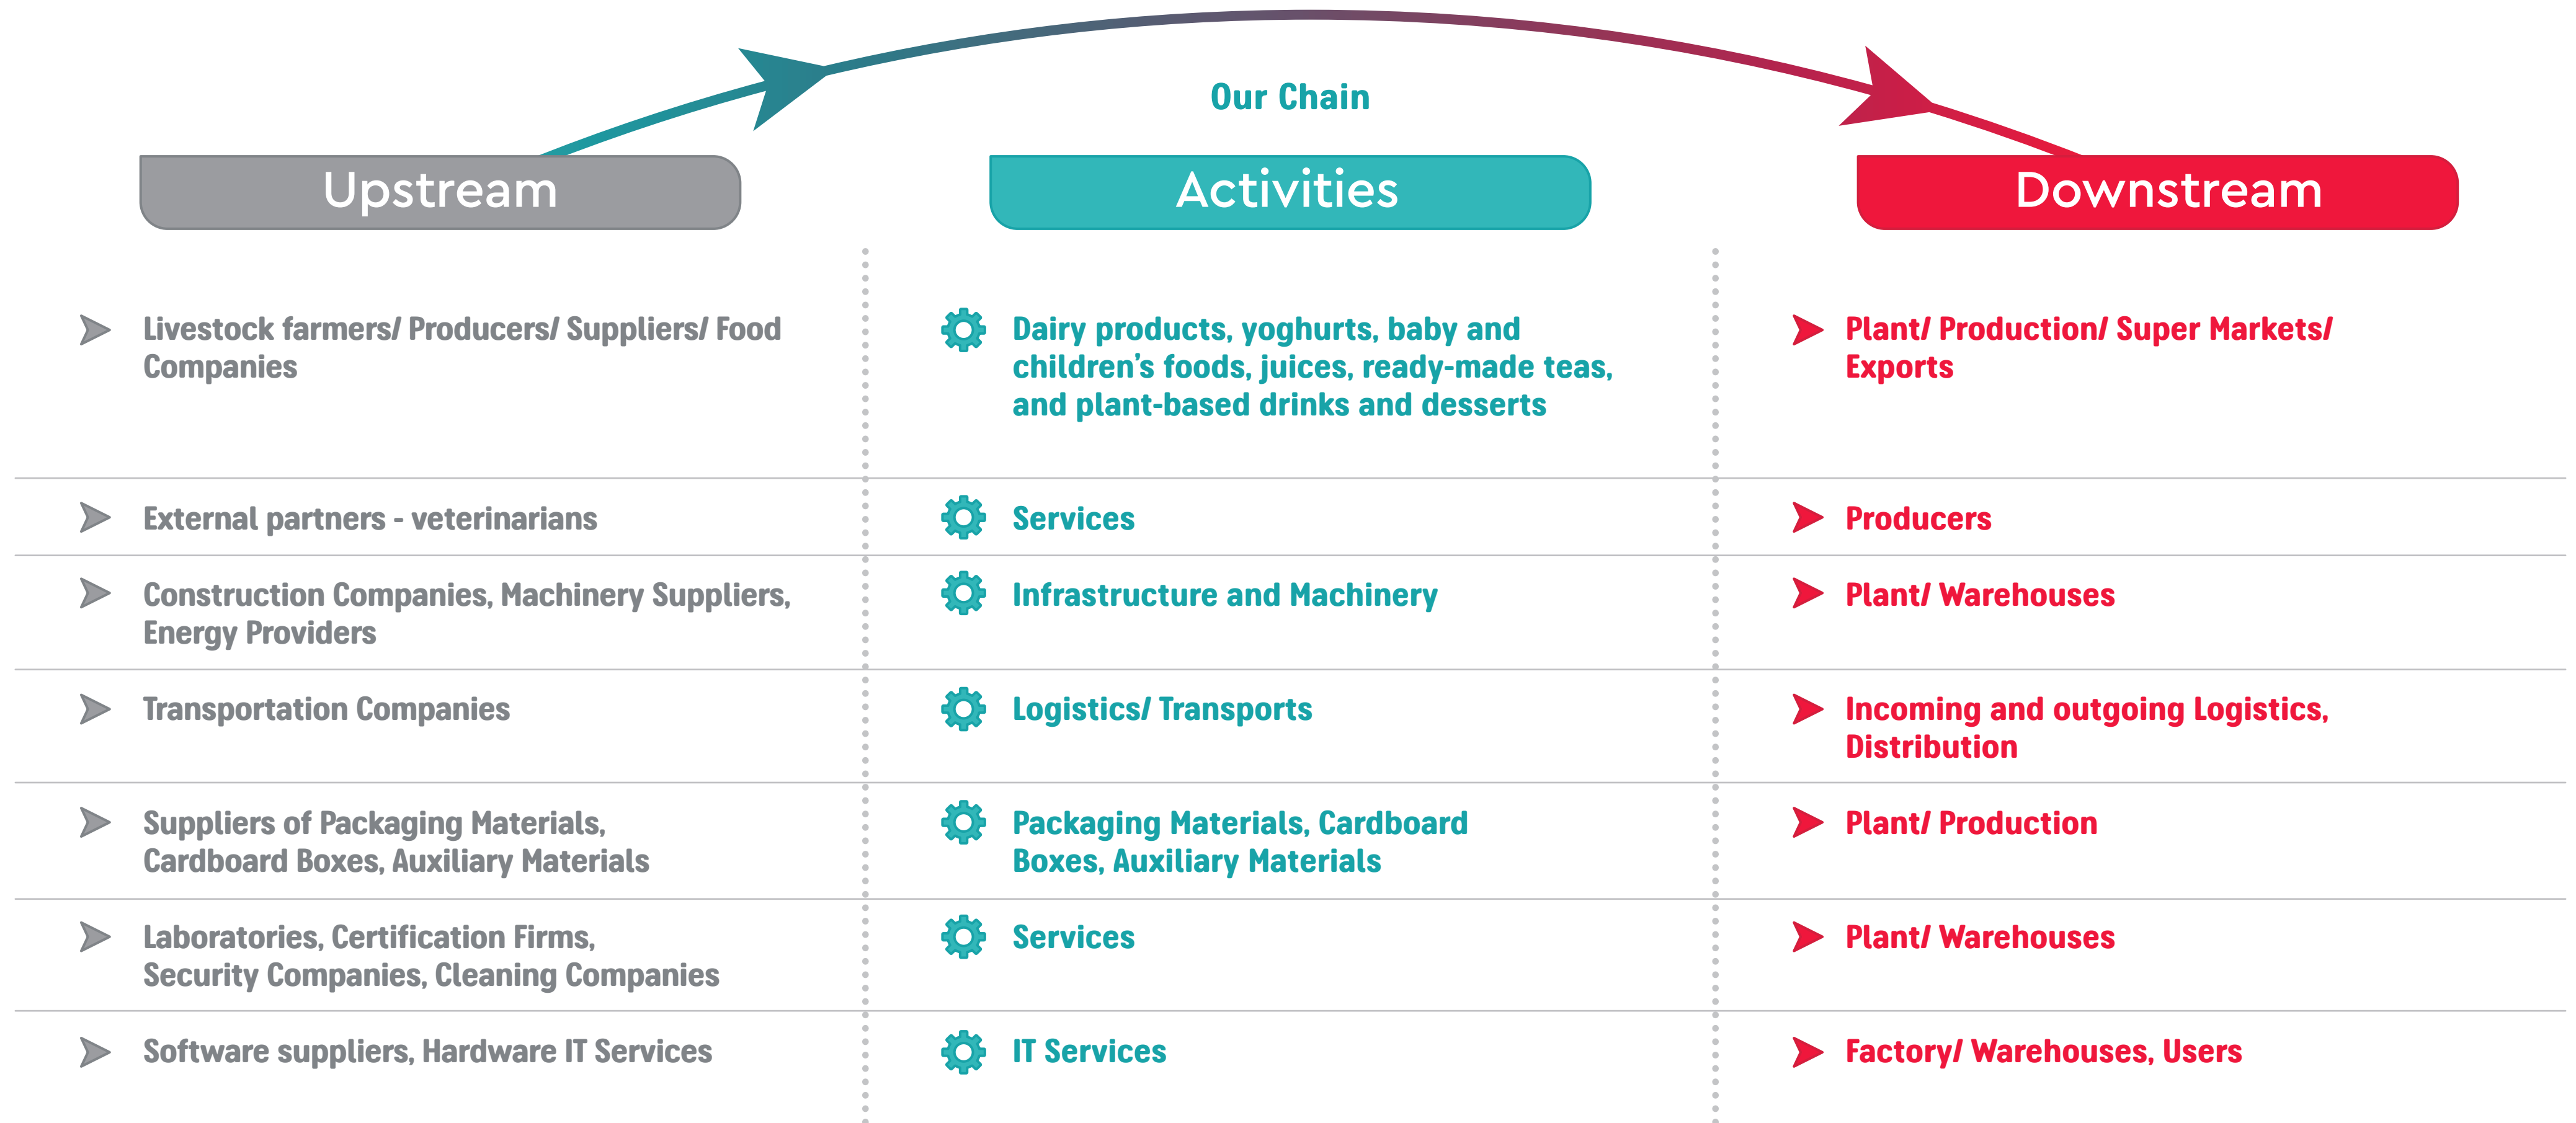 Our Chain
Upstream
Activities
Downstream
Livestock farmers/ Producers/ Suppliers/ Food
Companies
Dairy products, yoghurts, baby and
children’s foods, juices, ready-made teas,
and plant-based drinks and desserts
Plant/ Production/ Super Markets/
Exports
External partners - veterinarians
Services
Producers
Construction Companies, Machinery Suppliers,
Energy Providers
Infrastructure and Machinery
Plant/ Warehouses
Transportation Companies
Logistics/ Transports
Incoming and outgoing Logistics,
Distribution
Suppliers of Packaging Materials,
Cardboard Boxes, Auxiliary Materials
Packaging Materials, Cardboard
Boxes, Auxiliary Materials
Plant/ Production
Laboratories, Certification Firms,
Security Companies, Cleaning Companies
Services
Plant/ Warehouses
Software suppliers, Hardware IT Services
IT Services
Factory/ Warehouses, Users